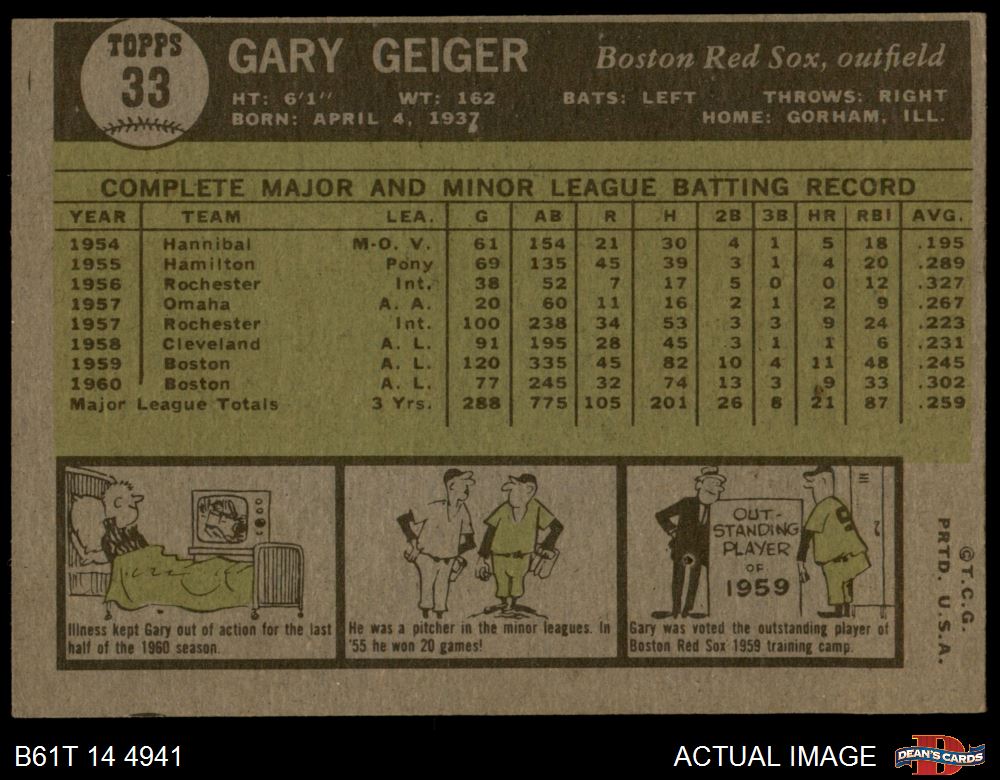 TOPPS
33
GARY GEIGER
Boston Red Sox, outfield
HT: 6'1" WT: 162 BATS: LEFT THROWS: RIGHT
BORN: APRIL 4, 1937 HOME: GORHAM, ILL.
COMPLETE MAJOR AND MINOR LEAGUE BATTING RECORD
YEAR TEAM LEA. G AB R H 2B 3B HR RBI AVG.
1954 Hannibal M-O. V. 61 154 21 30 4 1 5 18 .195
1955 Hamilton Pony 69 135 45 39 3 1 4 20 .289
1956 Rochester Int. 38 52 7 17 5 0 0 12 .327
1957 Omaha A. A. 20 60 11 16 2 1 2 9 .267
1957 Rochester Int. 100 238 34 53 3 3 9 24 .223
1958 Cleveland A. L. 91 195 28 45 3 1 1 6 .231
1959 Boston A. L. 120 335 45 82 10 4 11 48 .245
1960 Boston A. L. 77 245 32 74 13 3 9 33 .302
Major League Totals 3 Yrs. 288 775 105 201 26 8 21 87 .259
Illness kept Gary out of action for the last
half of the 1960 season.
He was a pitcher in the minor leagues. In
'55 he won 20 games!
OUT-
STANDING
PLAYER
OF
1959
Gary was voted the outstanding player of
Boston Red Sox 1959 training camp.
©T.C.G.
PRTD. U.S.A.
B61T 14 4941
ACTUAL IMAGE
D
DEAN'S CARDS